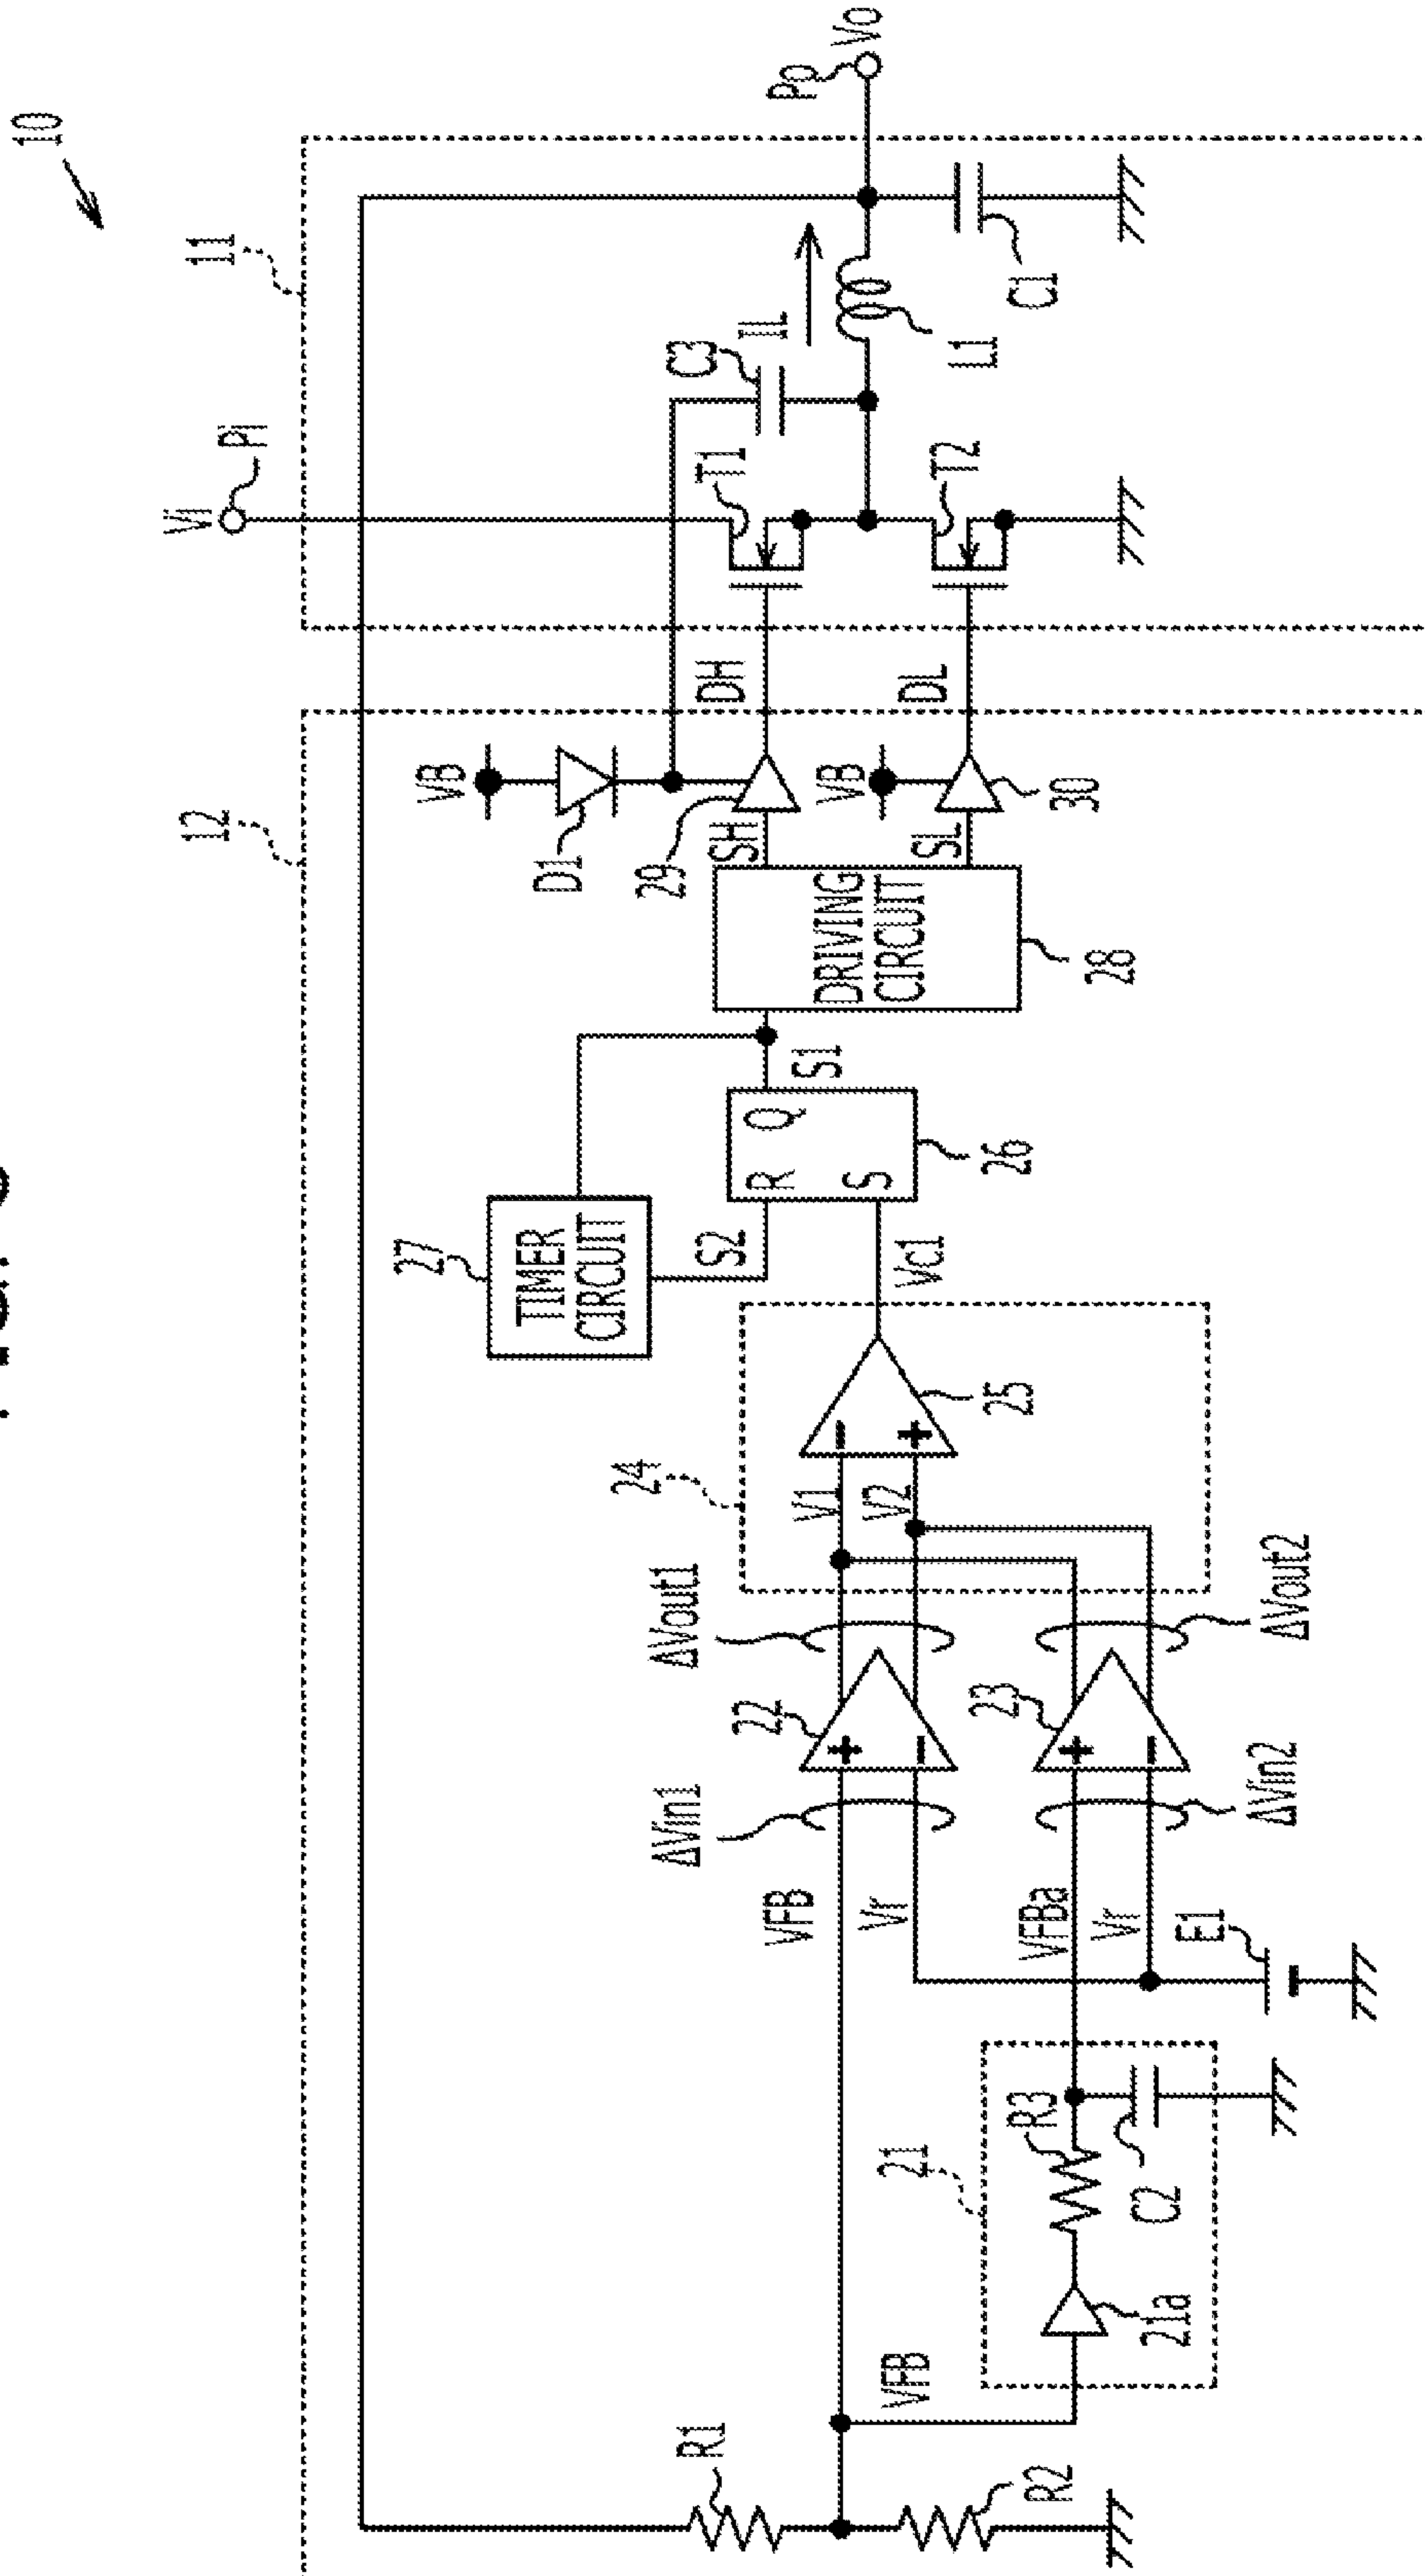 10
11
12
Vi
Pi
Po
Vo
C3
IL
T1
T2
L1
C1
VB
D1
29
DH
SH
VB
DL
SL
30
DRIVING
CIRCUIT
28
27
TIMER
CIRCUIT
S2
S1
R
Q
S
26
Vc1
24
V1
V2
-
+
25
ΔVout1
ΔVout2
22
+
-
23
+
-
ΔVin1
ΔVin2
VFB
Vr
VFBa
Vr
E1
21
R3
C2
21a
VFB
R1
R2